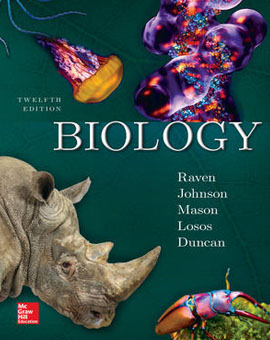 TWELFTH
EDITION
BIOLOGY
Raven
Johnson
Mason
Losos
Duncan
Mc
Graw
Hill
Education